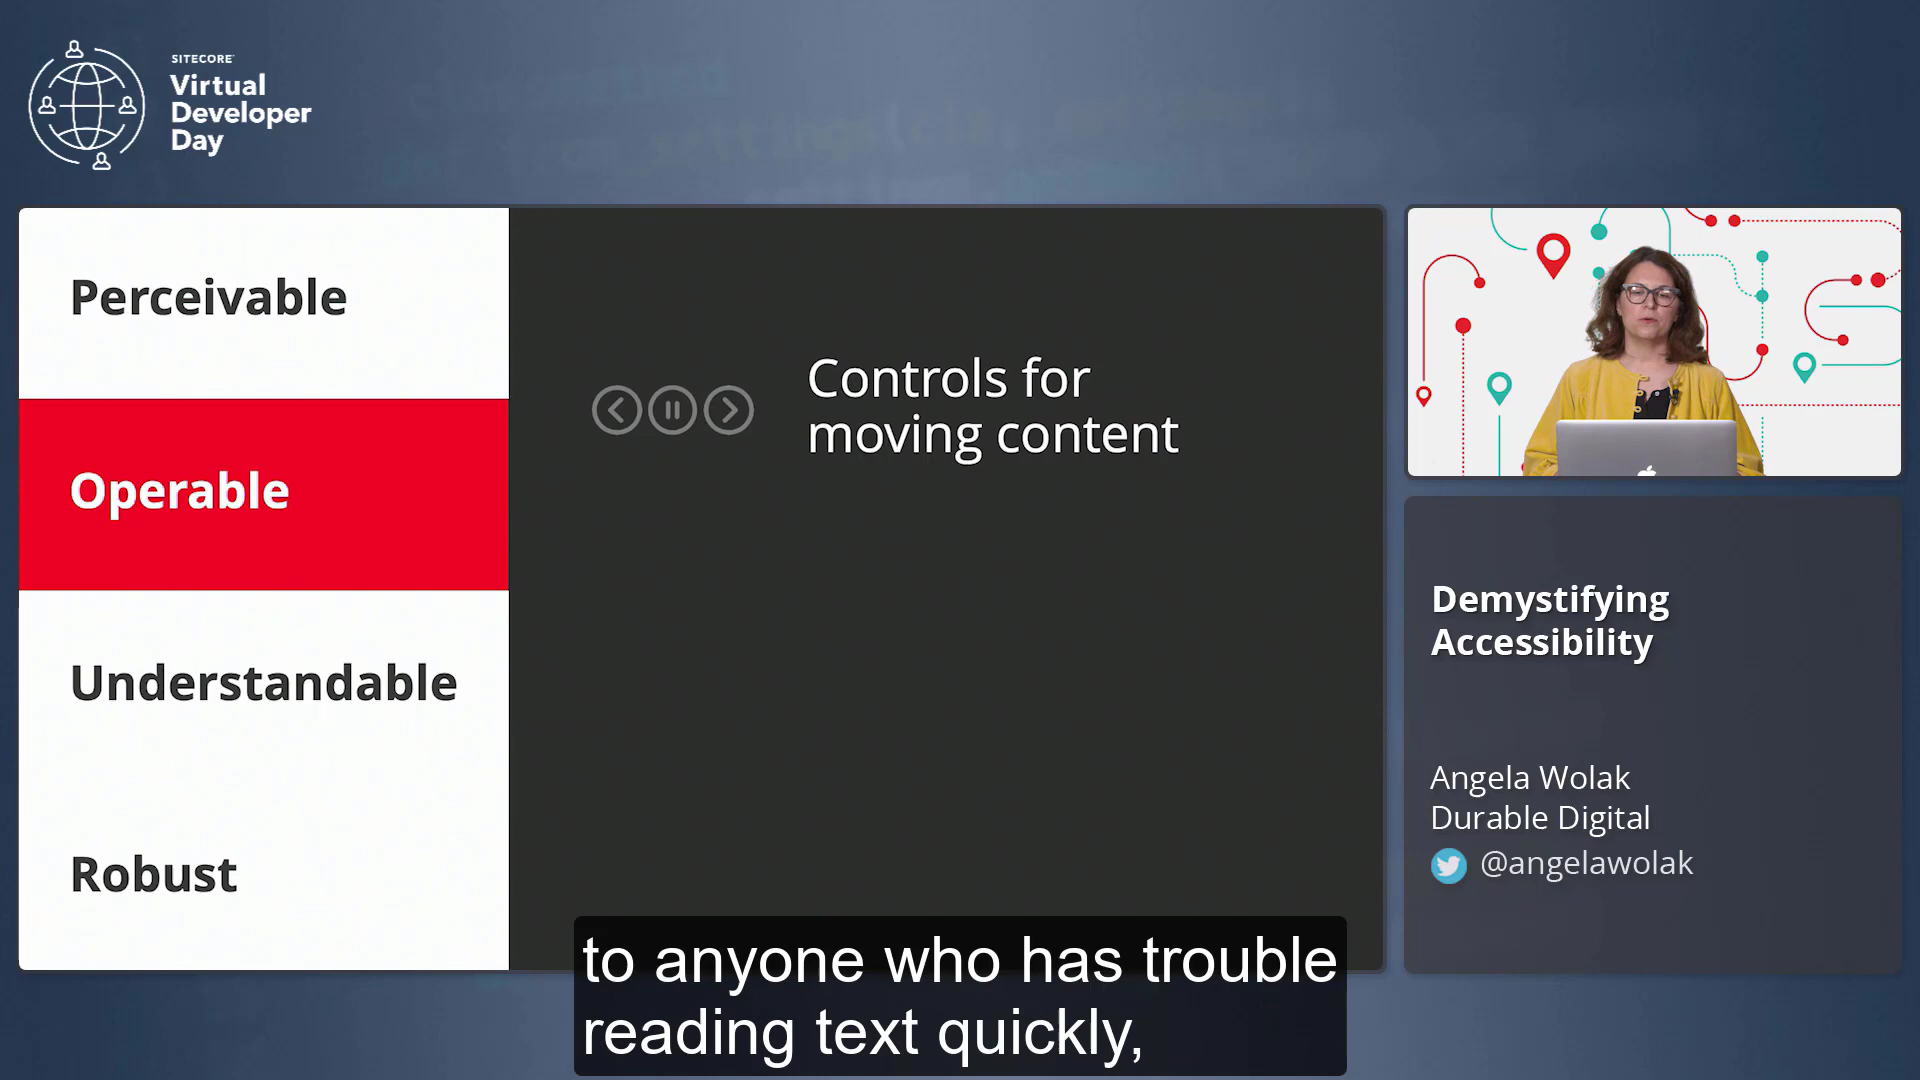 SITECORE
Virtual
Developer
Day
Perceivable
Operable
Understandable
Robust
Controls for
moving content
Demystifying
Accessibility
Angela Wolak
Durable Digital
@angelawolak
to anyone who has trouble
reading text quickly,